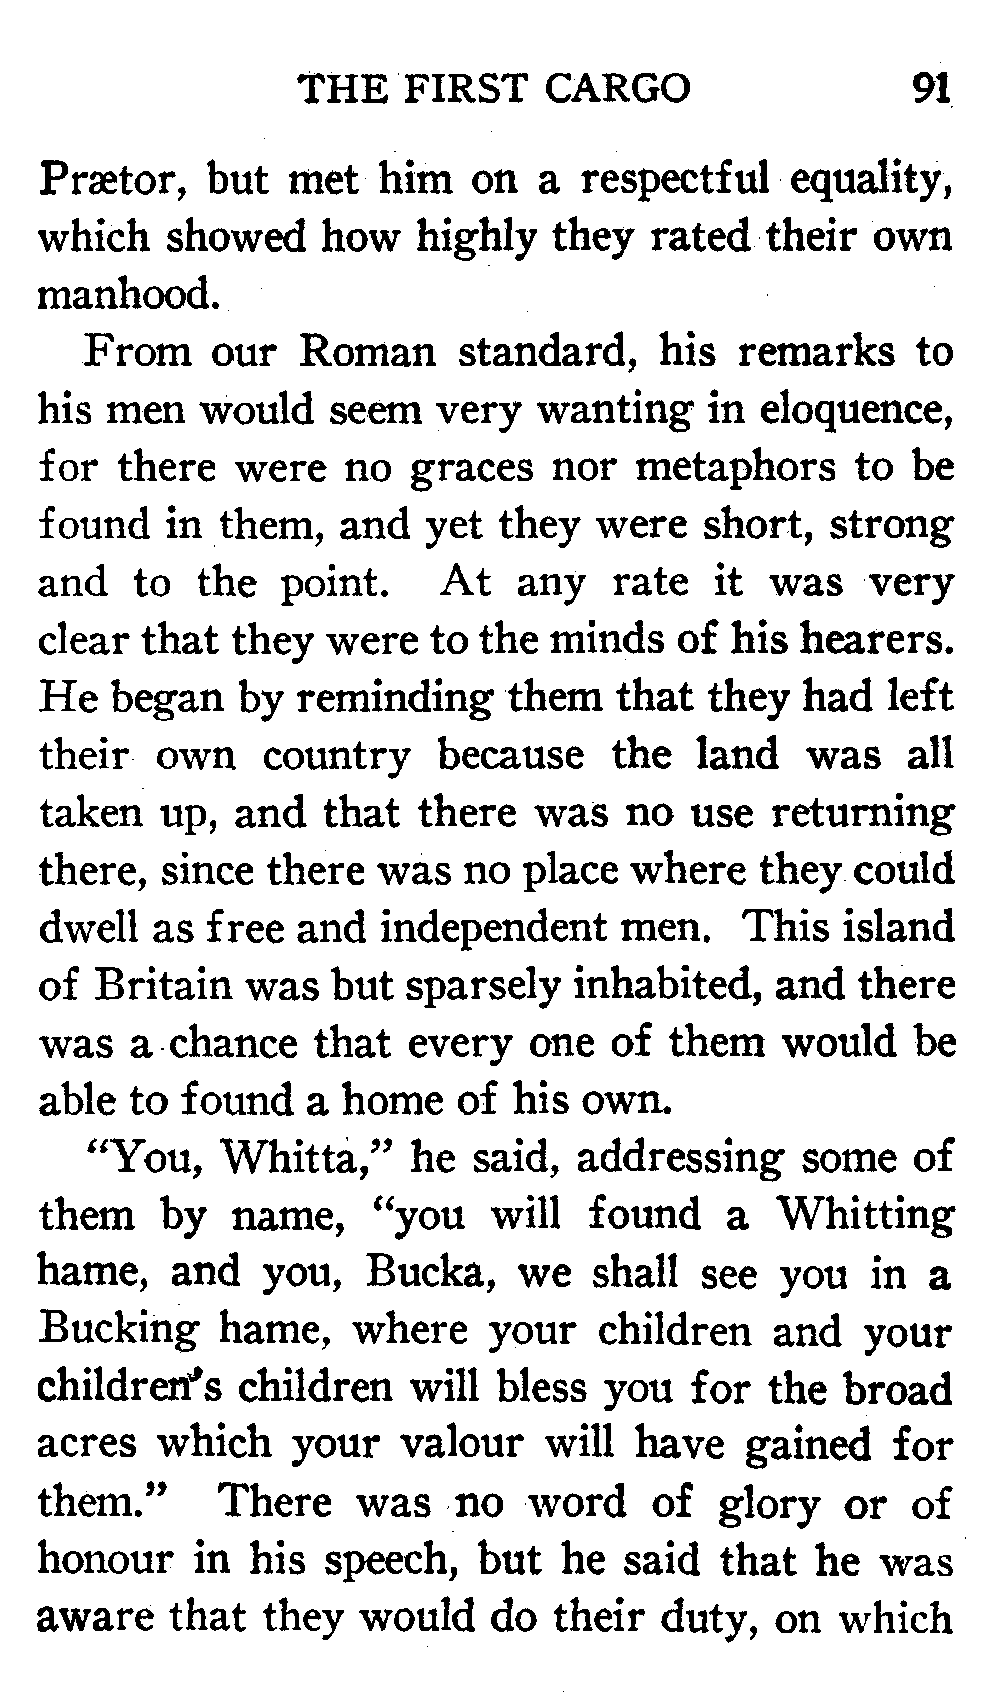 THE FIRST CARGO 91
Prætor, but met him on a respectful equality,
which showed how highly they rated their own
manhood.
From our Roman standard, his remarks to
his men would seem very wanting in eloquence,
for there were no graces nor metaphors to be
found in them, and yet they were short, strong
and to the point. At any rate it was very
clear that they were to the minds of his hearers.
He began by reminding them that they had left
their own country because the land was all
taken up, and that there was no use returning
there, since there was no place where they could
dwell as free and independent men. This island
of Britain was but sparsely inhabited, and there
was a chance that every one of them would be
able to found a home of his own.
“You, Whitta,” he said, addressing some of
them by name, “you will found a Whitting
hame, and you, Bucka, we shall see you in a
Bucking hame, where your children and your
children's children will bless you for the broad
acres which your valour will have gained for
them.” There was no word of glory or of
honour in his speech, but he said that he was
aware that they would do their duty, on which